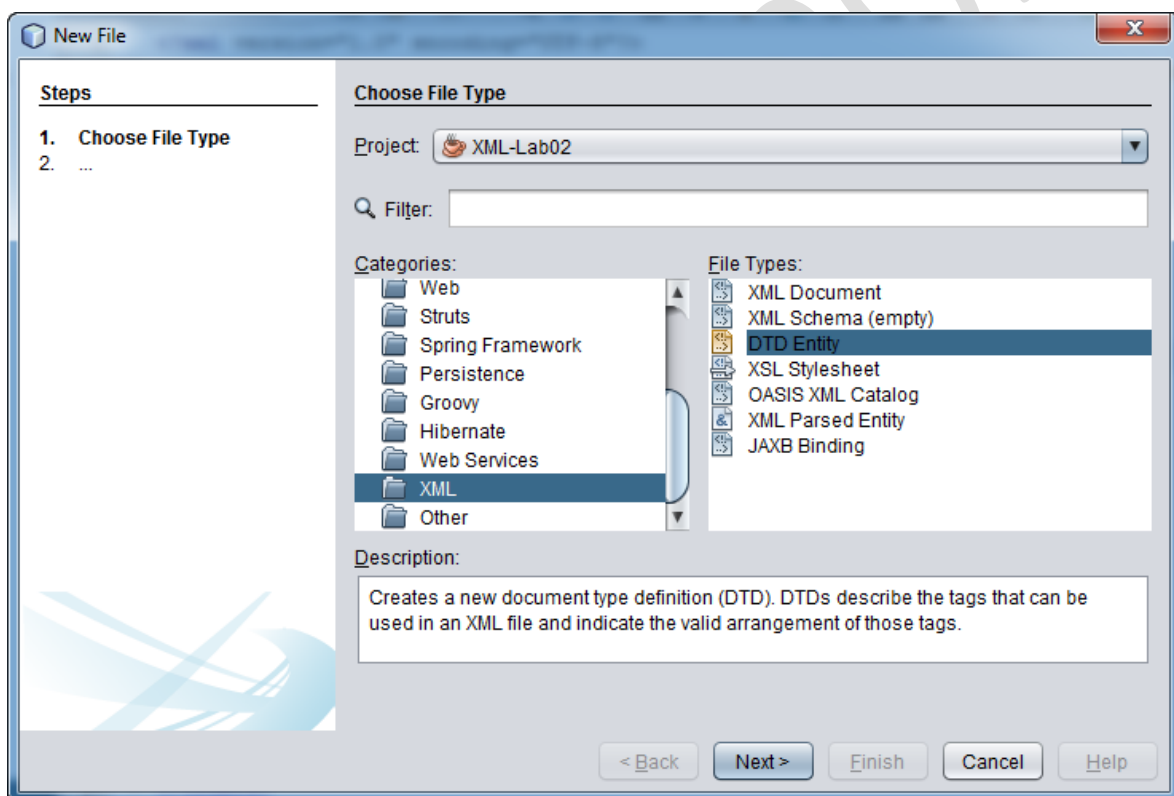 New File
Steps
1. Choose File Type
2. ...
Choose File Type
Project: XML-Lab02
Filter:
Categories:
Web
Struts
Spring Framework
Persistence
Groovy
Hibernate
Web Services
XML
Other
File Types:
XML Document
XML Schema (empty)
DTD Entity
XSL Stylesheet
OASIS XML Catalog
XML Parsed Entity
JAXB Binding
Description:
Creates a new document type definition (DTD). DTDs describe the tags that can be
used in an XML file and indicate the valid arrangement of those tags.
< Back Next > Finish Cancel Help